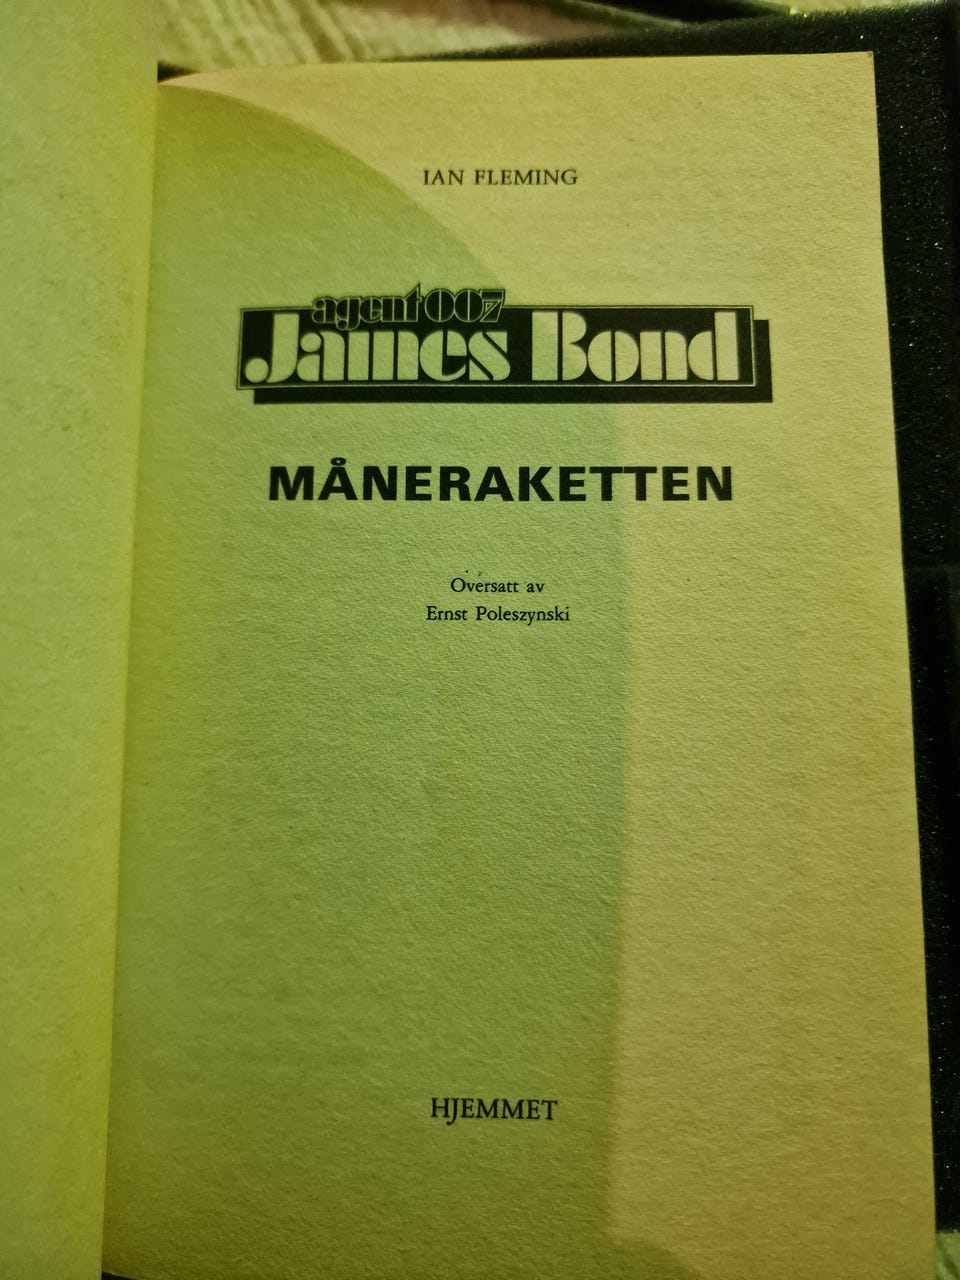 IAN FLEMING
agent 007
James Bond
MÅNERAKETTEN
Oversatt av
Ernst Poleszynski
HJEMMET